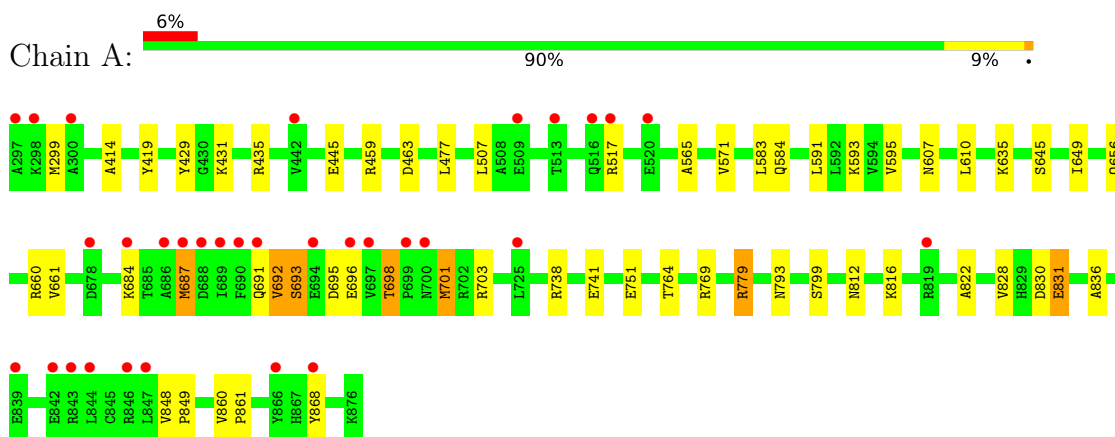 6%
Chain A:
90% 9% •
A297 K298 M299 A300 A414 Y419 Y429 G430 K431 R435 V442 E445 R459 D463 L477 L507 A508 E509 T513 Q516 R517 E520 A565 V571 L583 Q584 L591 L592 K593 V594 V595 N607 L610 K635 S645 I649
R660 V661 D678 K684 T685 A686 M687 D688 I689 F690 Q691 V692 S693 E694 D695 E696 V697 T698 P699 N700 M701 R702 R703 L725 R738 E741 E751 T764 R769 R779 N793 S799 N812 K816 R819 A822 V828 H829 D830 E831 A836
E839 E842 R843 L844 C845 R846 L847 V848 P849 V860 P861 Y866 H867 Y868 K876